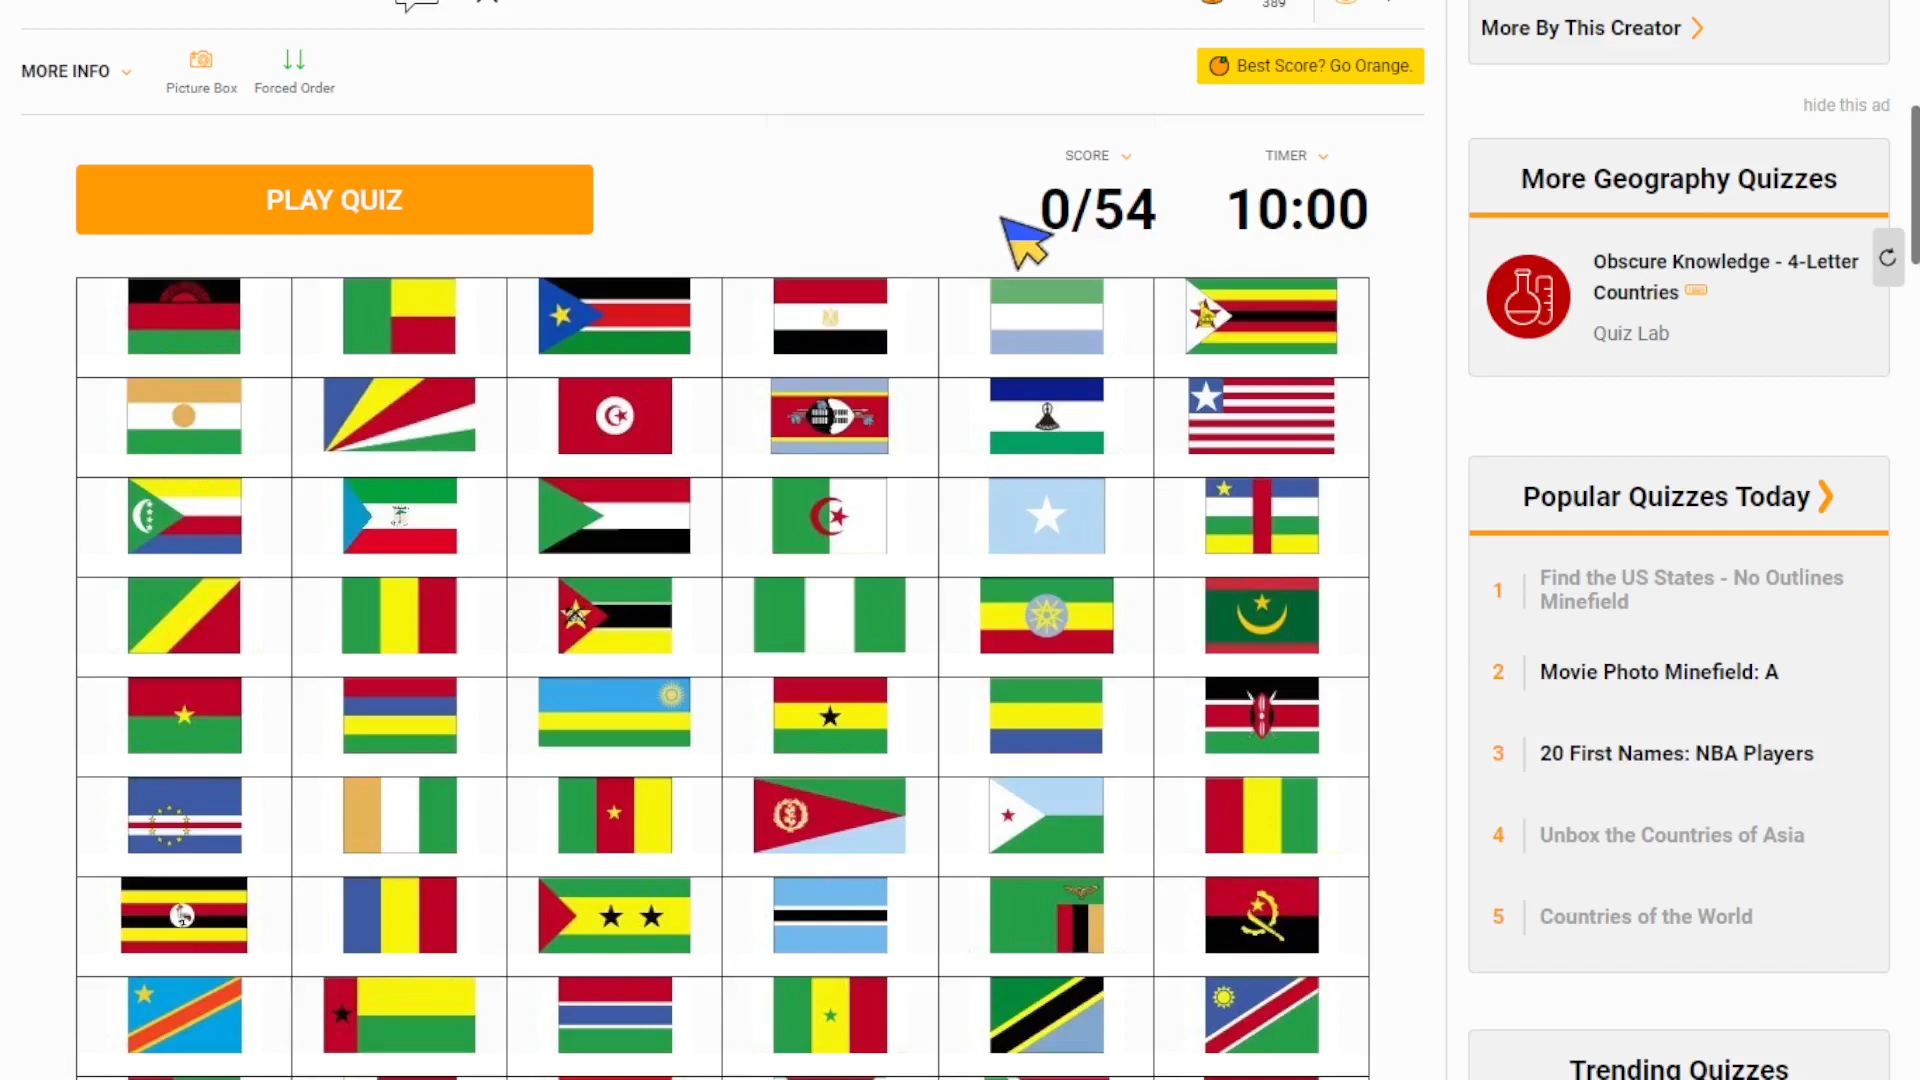 389
More By This Creator
MORE INFO
Picture Box
Forced Order
Best Score? Go Orange.
hide this ad
SCORE
TIMER
PLAY QUIZ
0/54
10:00
More Geography Quizzes
Obscure Knowledge - 4-Letter
Countries
Quiz Lab
Popular Quizzes Today
1
Find the US States - No Outlines
Minefield
2
Movie Photo Minefield: A
3
20 First Names: NBA Players
4
Unbox the Countries of Asia
5
Countries of the World
Trending Quizzes